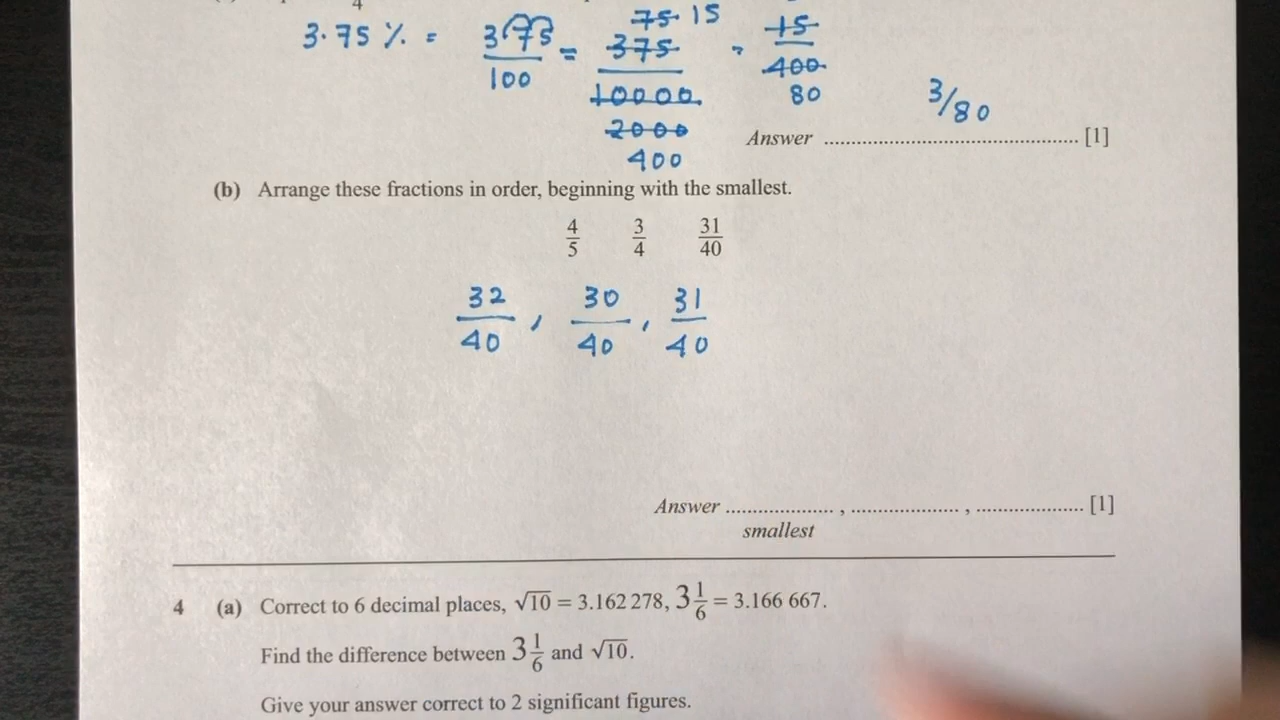 4
3.75 % = 375/100 = 375/10000 = 15/400
75 15
2000
400
80
3/80
Answer ............................................ [1]
(b) Arrange these fractions in order, beginning with the smallest.
4/5 3/4 31/40
32/40 , 30/40 , 31/40
Answer .................... , .................... , .................... [1]
smallest
4 (a) Correct to 6 decimal places, √10 = 3.162 278, 3 1/6 = 3.166 667.
Find the difference between 3 1/6 and √10.
Give your answer correct to 2 significant figures.